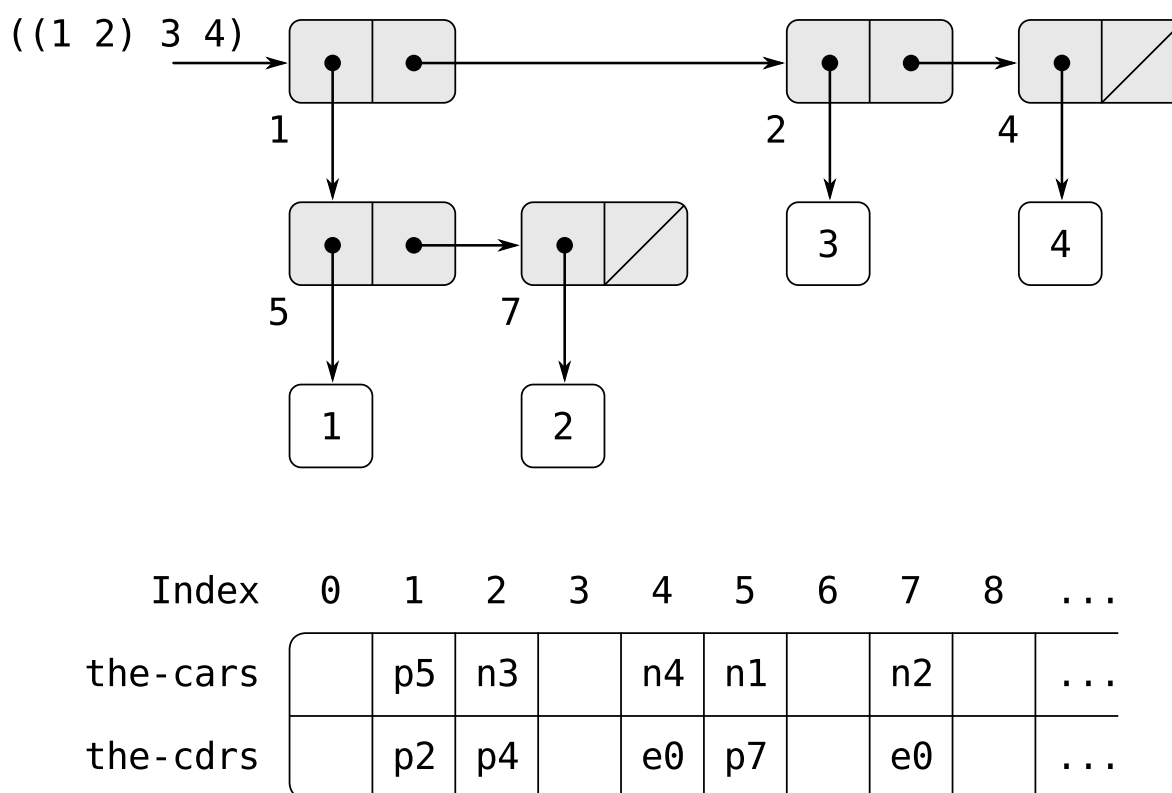 ((1 2) 3 4)
1 2 4
3 4
5 7
1 2
Index 0 1 2 3 4 5 6 7 8 ...
the-cars p5 n3 n4 n1 n2 ...
the-cdrs p2 p4 e0 p7 e0 ...